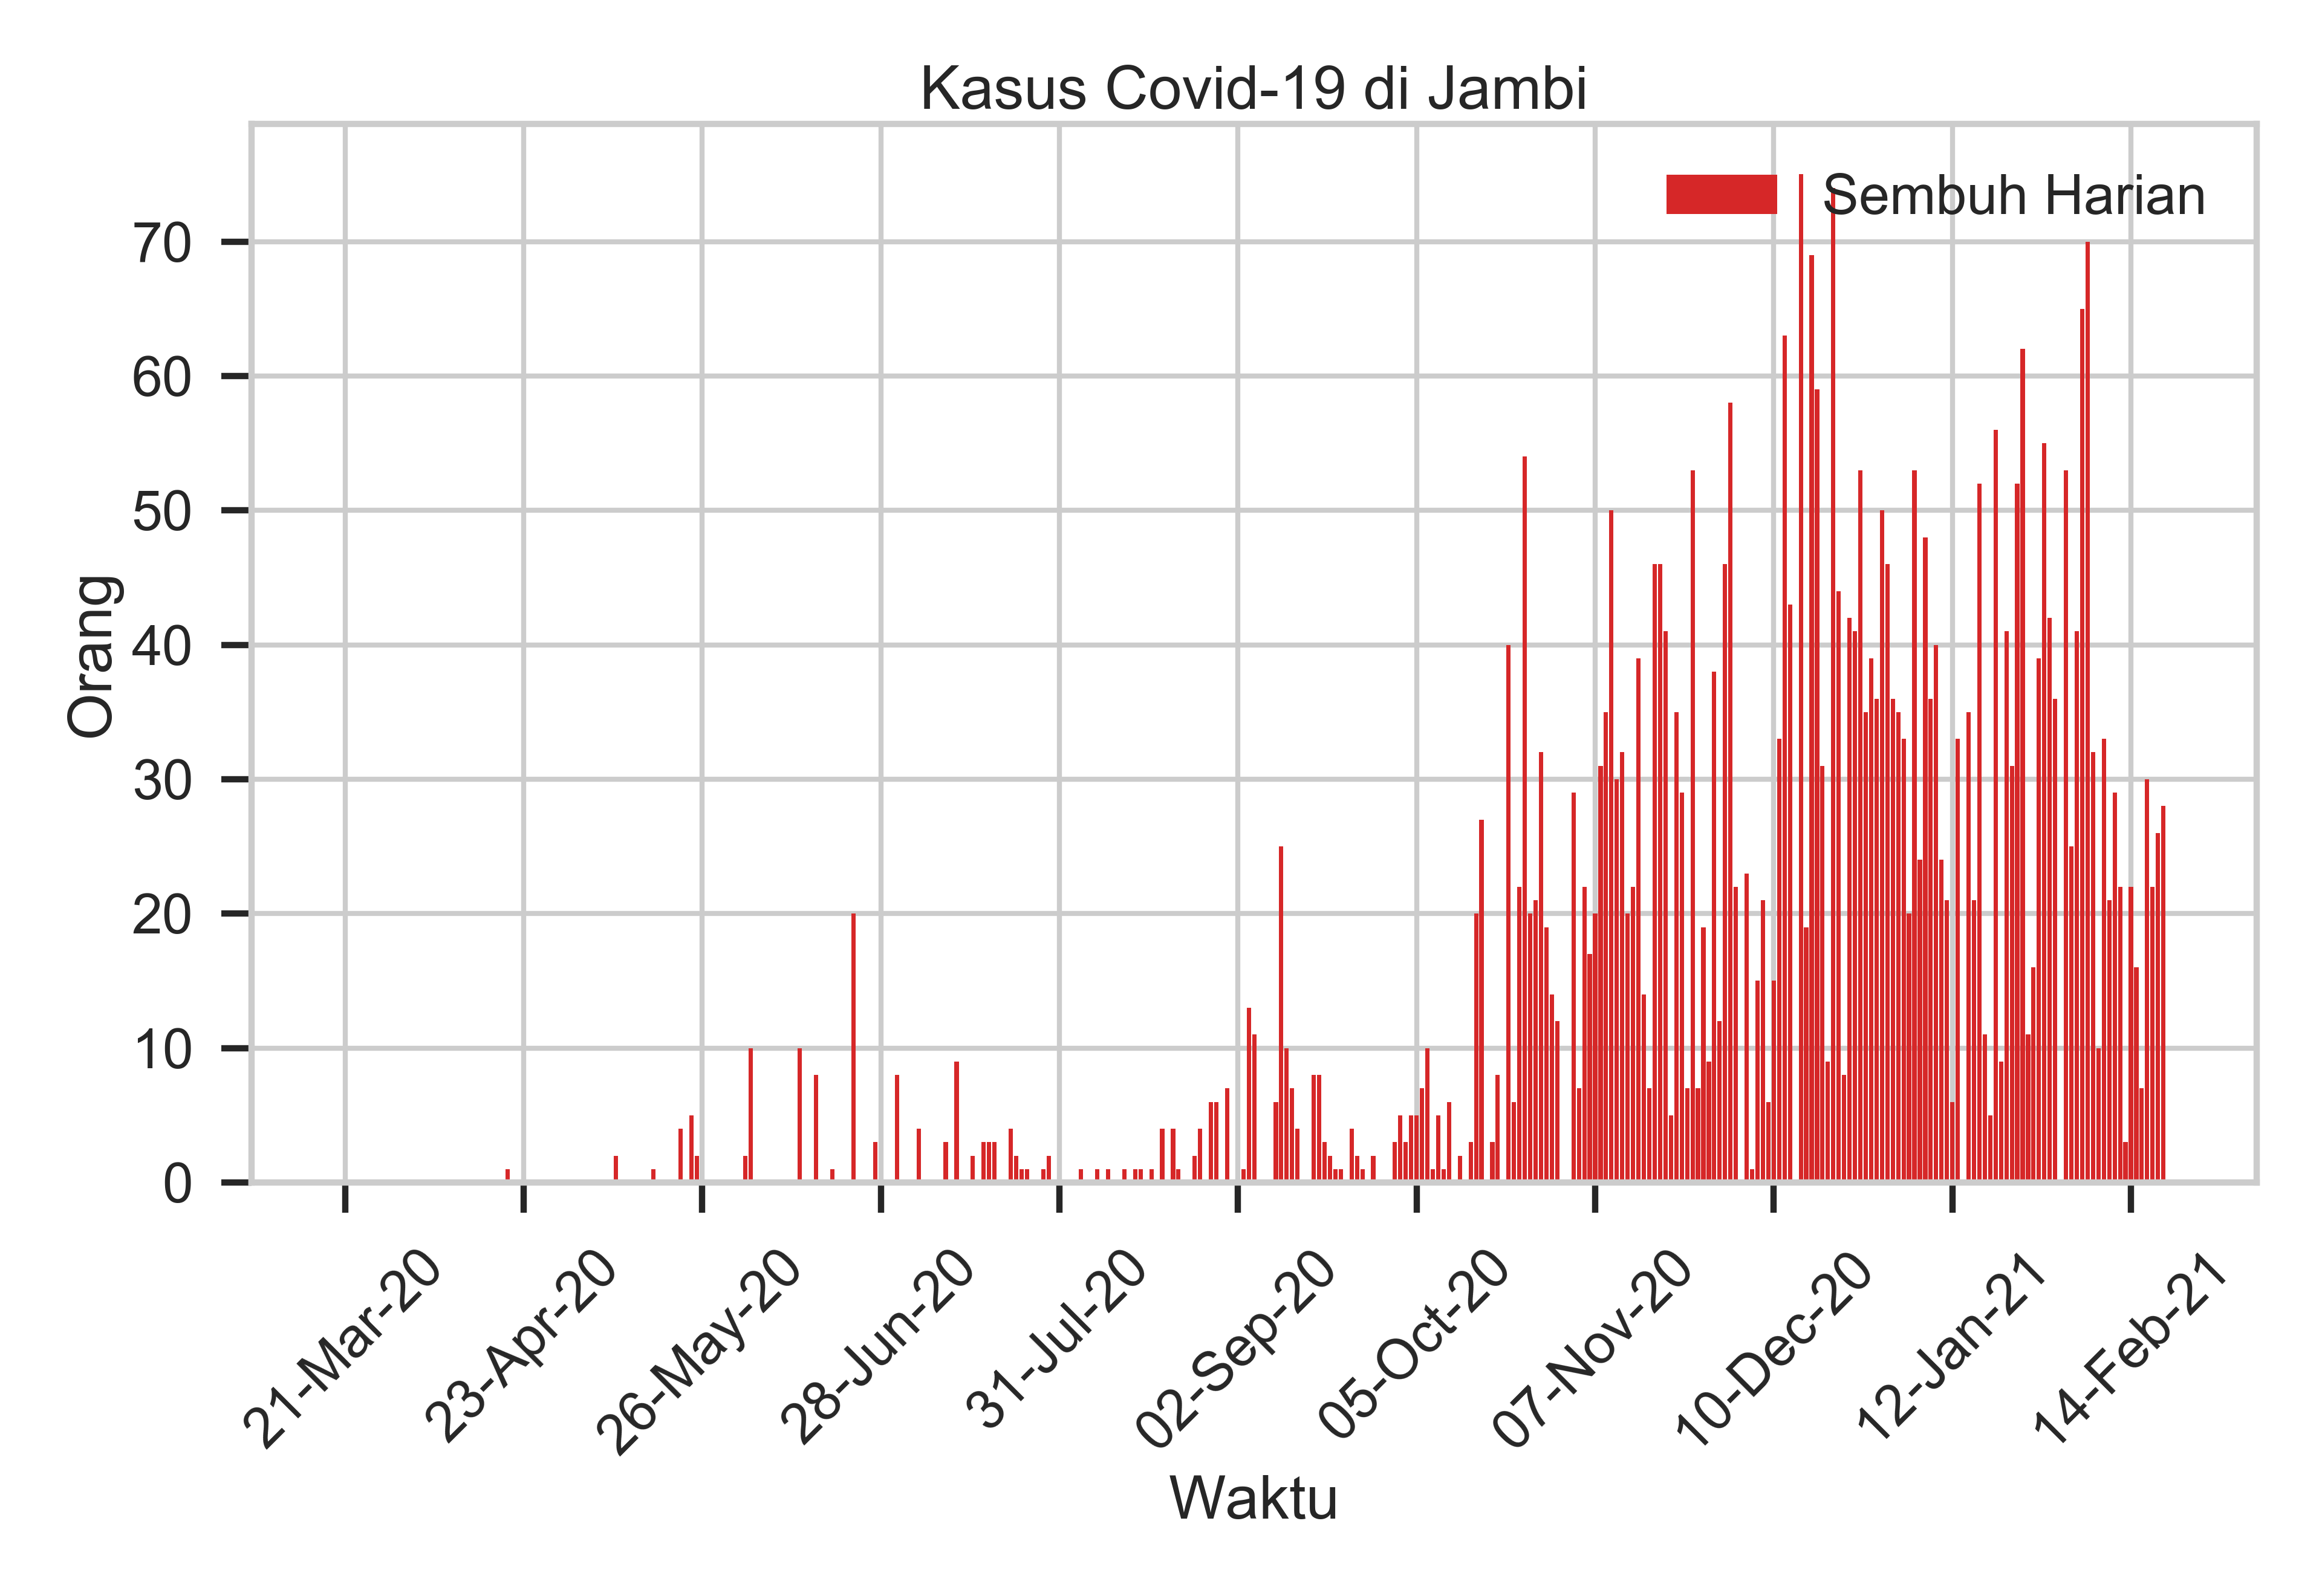 Kasus Covid-19 di Jambi
Sembuh Harian
70
60
50
40
30
20
10
0
Orang
21-Mar-20
23-Apr-20
26-May-20
28-Jun-20
31-Jul-20
02-Sep-20
05-Oct-20
07-Nov-20
10-Dec-20
12-Jan-21
14-Feb-21
Waktu